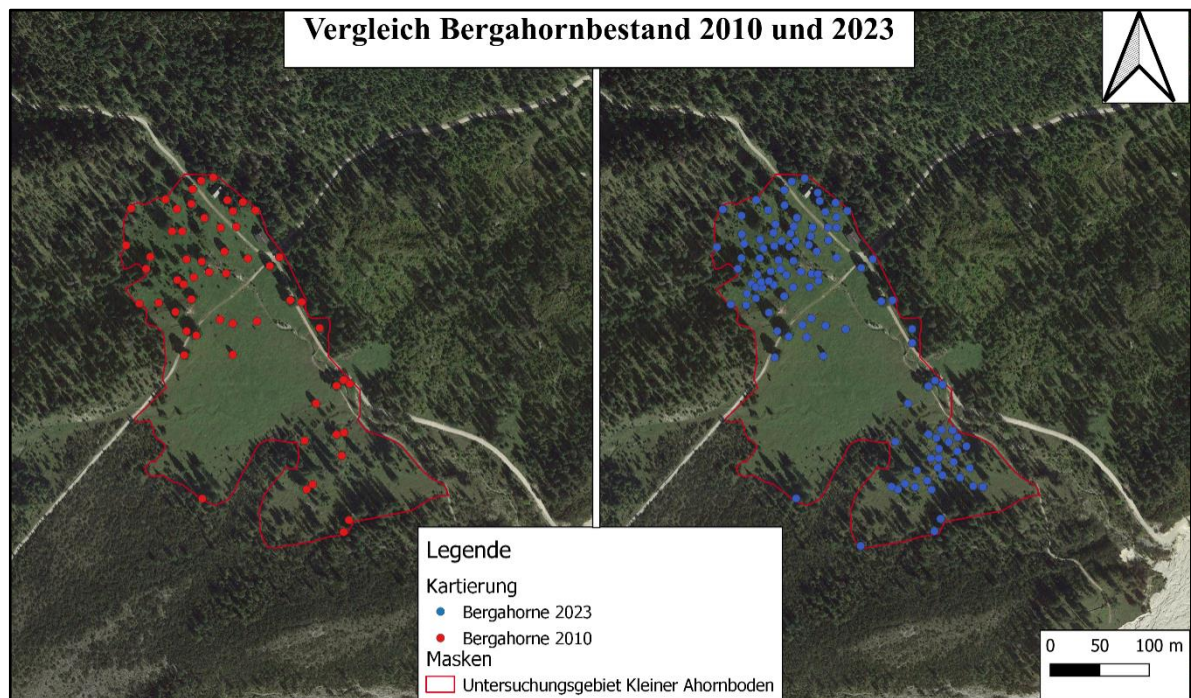 Vergleich Bergahornbestand 2010 und 2023
Legende
Kartierung
Bergahorne 2023
Bergahorne 2010
Masken
Untersuchungsgebiet Kleiner Ahornboden
0 50 100 m